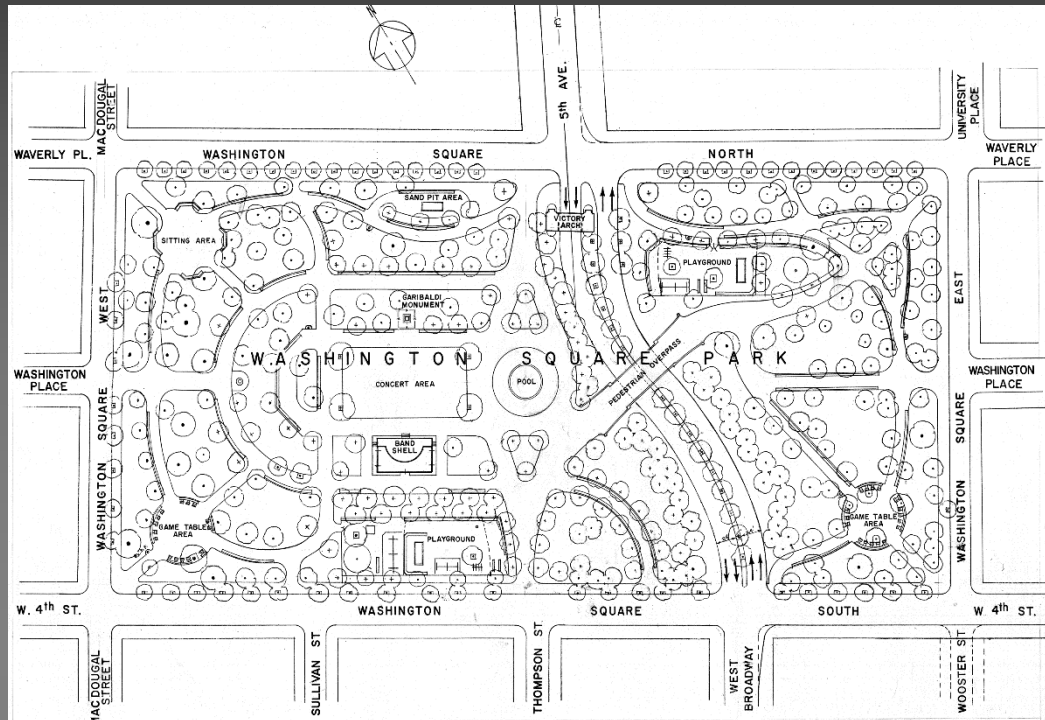 N
5th AVE.
MACDOUGAL
STREET
UNIVERSITY
PLACE
WAVERLY PL.
WASHINGTON SQUARE NORTH
WAVERLY
PLACE
SAND PIT AREA
VICTORY
ARCH
SITTING AREA
PLAYGROUND
GARIBALDI
MONUMENT
WASHINGTON SQUARE WEST
WASHINGTON SQUARE EAST
WASHINGTON SQUARE PARK
PEDESTRIAN OVERPASS
WASHINGTON
PLACE
CONCERT AREA
POOL
WASHINGTON
PLACE
BAND
SHELL
GAME TABLE
AREA
PLAYGROUND
GAME TABLE
AREA
W. 4th ST.
WASHINGTON SQUARE SOUTH
W. 4th ST.
MACDOUGAL
STREET
SULLIVAN ST.
THOMPSON ST.
WEST
BROADWAY
WOOSTER ST.